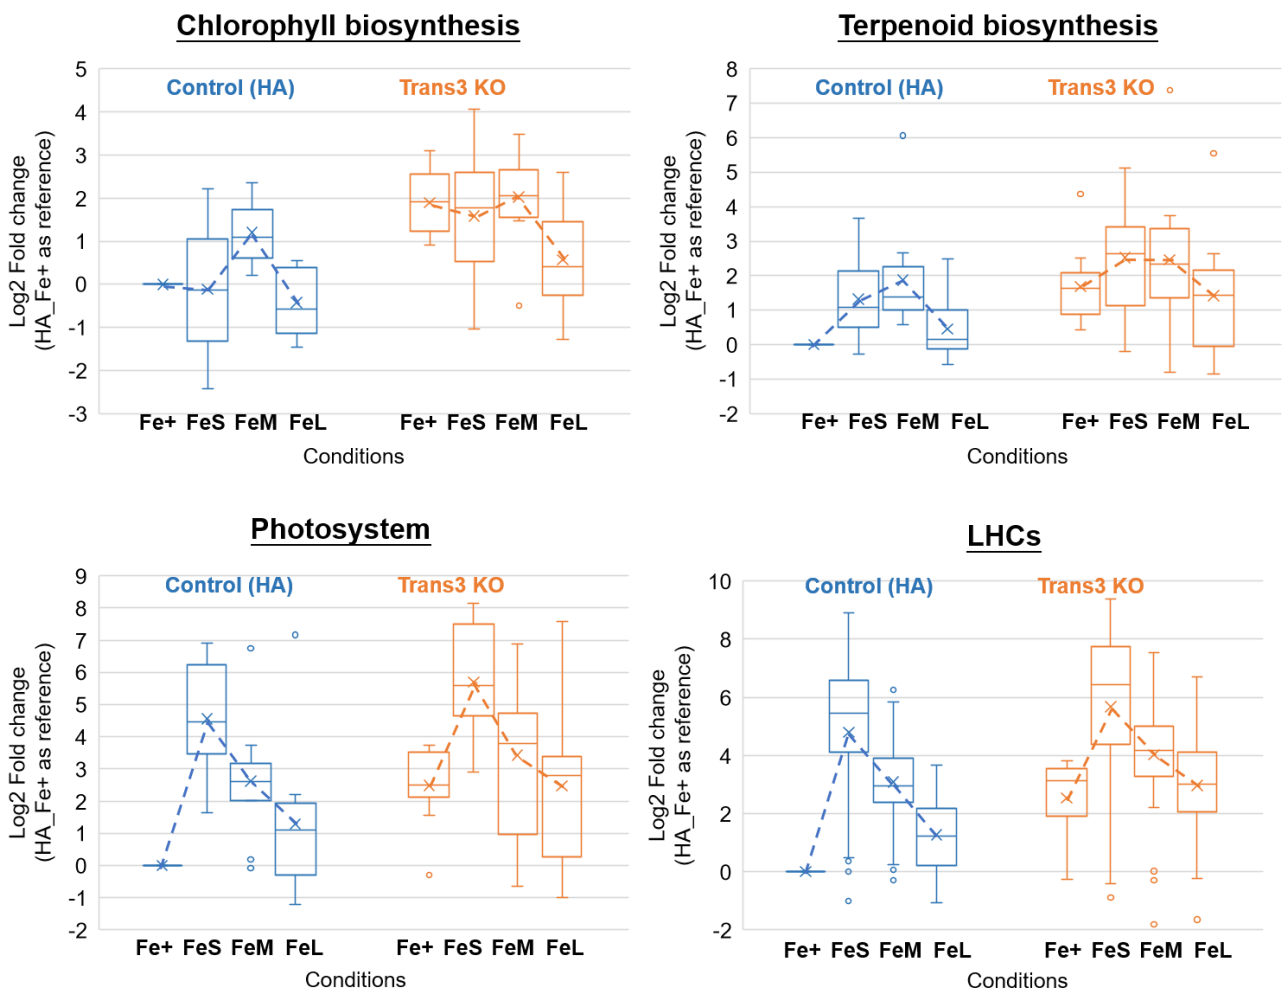 Chlorophyll biosynthesis
Log2 Fold change
(HA_Fe+ as reference)
5
4
3
2
1
0
-1
-2
-3
Control (HA)
Trans3 KO
Fe+ FeS FeM FeL
Fe+ FeS FeM FeL
Conditions
Terpenoid biosynthesis
Log2 Fold change
(HA_Fe+ as reference)
8
7
6
5
4
3
2
1
0
-1
-2
Control (HA)
Trans3 KO
Fe+ FeS FeM FeL
Fe+ FeS FeM FeL
Conditions
Photosystem
Log2 Fold change
(HA_Fe+ as reference)
9
8
7
6
5
4
3
2
1
0
-1
-2
Control (HA)
Trans3 KO
Fe+ FeS FeM FeL
Fe+ FeS FeM FeL
Conditions
LHCs
Log2 Fold change
(HA_Fe+ as reference)
10
8
6
4
2
0
-2
Control (HA)
Trans3 KO
Fe+ FeS FeM FeL
Fe+ FeS FeM FeL
Conditions